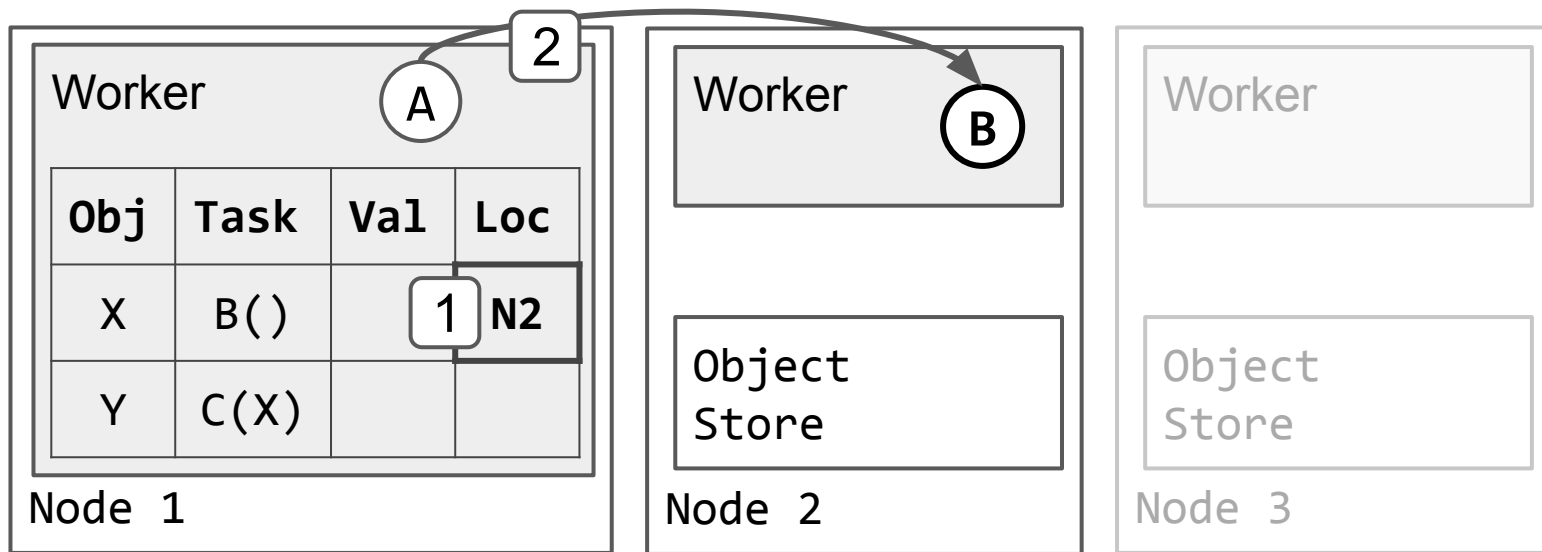 2
Worker A
Obj Task Val Loc
X B() 1 N2
Y C(X)
Node 1
Worker B
Object
Store
Node 2
Worker
Object
Store
Node 3